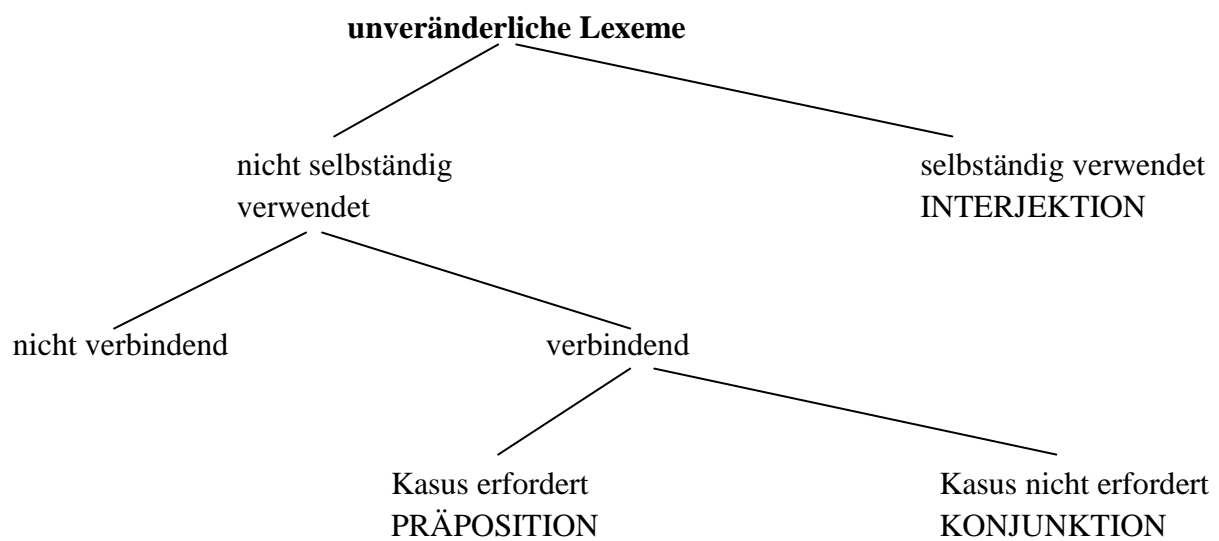 unveränderliche Lexeme
nicht selbständig
verwendet
selbständig verwendet
INTERJEKTION
nicht verbindend
verbindend
Kasus erfordert
PRÄPOSITION
Kasus nicht erfordert
KONJUNKTION